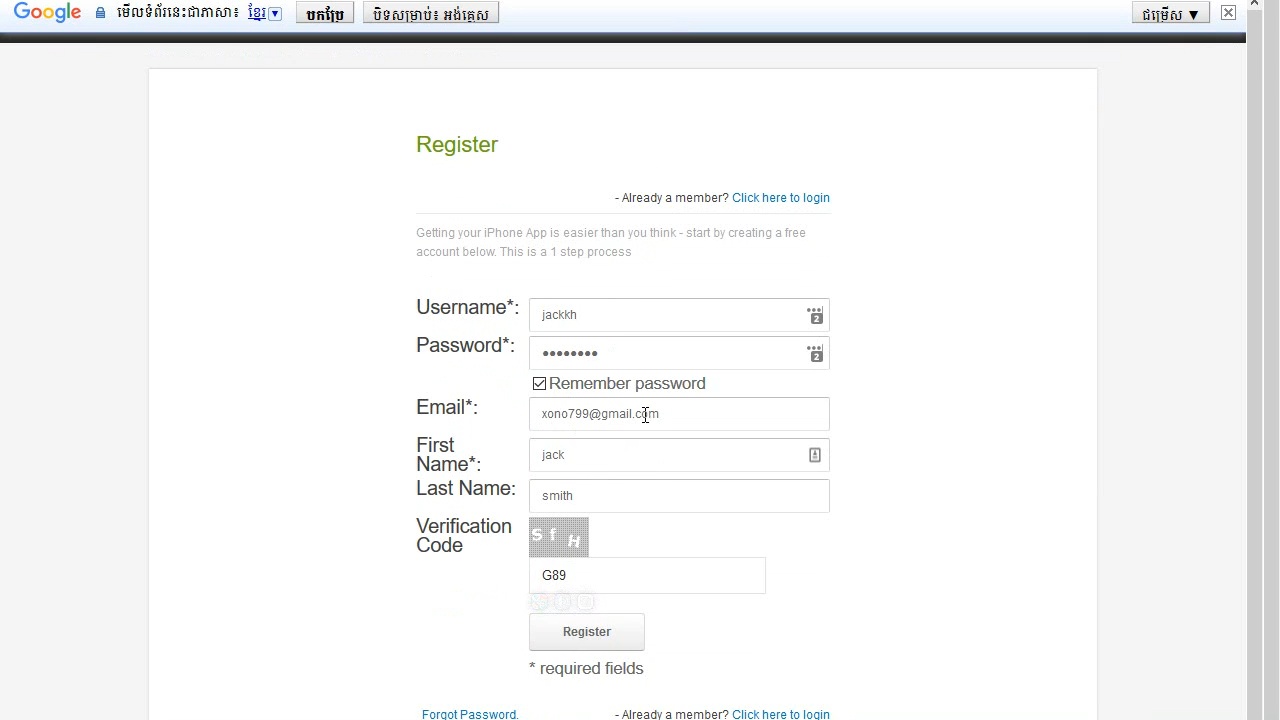 Google មើលទំព័រនេះជាភាសា៖ ខ្មែរ បកប្រែ បិទសម្រាប់៖ អង់គ្លេស ជម្រើស ▼
Register
- Already a member? Click here to login
Getting your iPhone App is easier than you think - start by creating a free
account below. This is a 1 step process
Username*: jackkh
Password*: ●●●●●●●●
Remember password
Email*: xono799@gmail.com
First
Name*: jack
Last Name: smith
Verification
Code
S f H
G89
Register
* required fields
Forgot Password. - Already a member? Click here to login